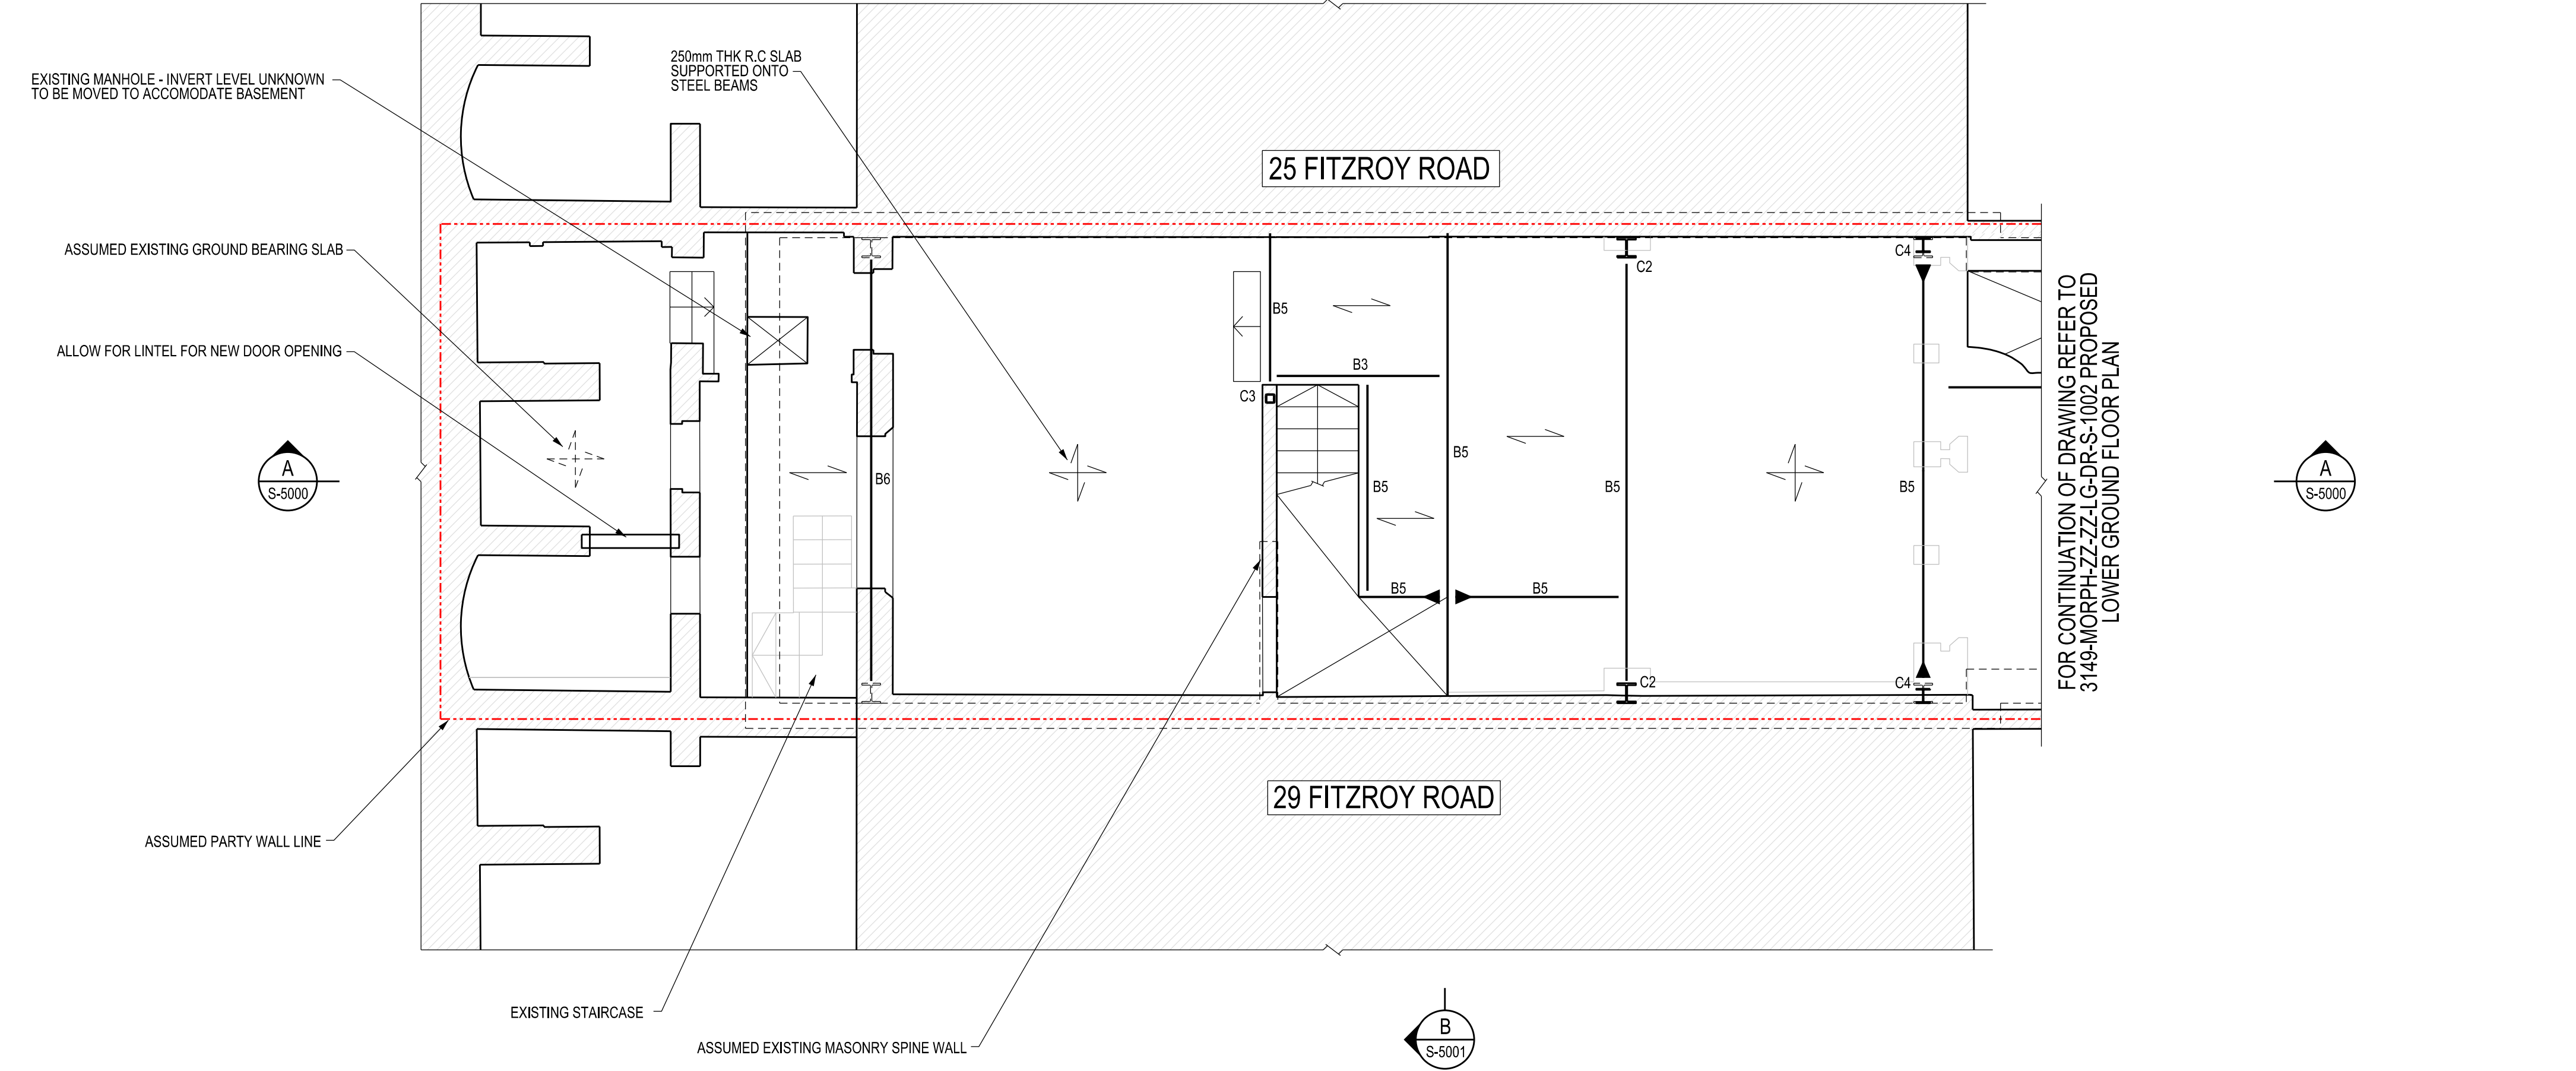 250mm THK R.C SLAB
SUPPORTED ONTO
STEEL BEAMS
EXISTING MANHOLE - INVERT LEVEL UNKNOWN
TO BE MOVED TO ACCOMODATE BASEMENT
25 FITZROY ROAD
ASSUMED EXISTING GROUND BEARING SLAB
ALLOW FOR LINTEL FOR NEW DOOR OPENING
C4
C2
B5
B3
C3
B5
B6
B5
B5
B5
B5
B5
C2
C4
A
S-5000
A
S-5000
FOR CONTINUATION OF DRAWING REFER TO
3149-MORPH-ZZ-ZZ-LG-DR-S-1002 PROPOSED
LOWER GROUND FLOOR PLAN
29 FITZROY ROAD
ASSUMED PARTY WALL LINE
EXISTING STAIRCASE
ASSUMED EXISTING MASONRY SPINE WALL
B
S-5001